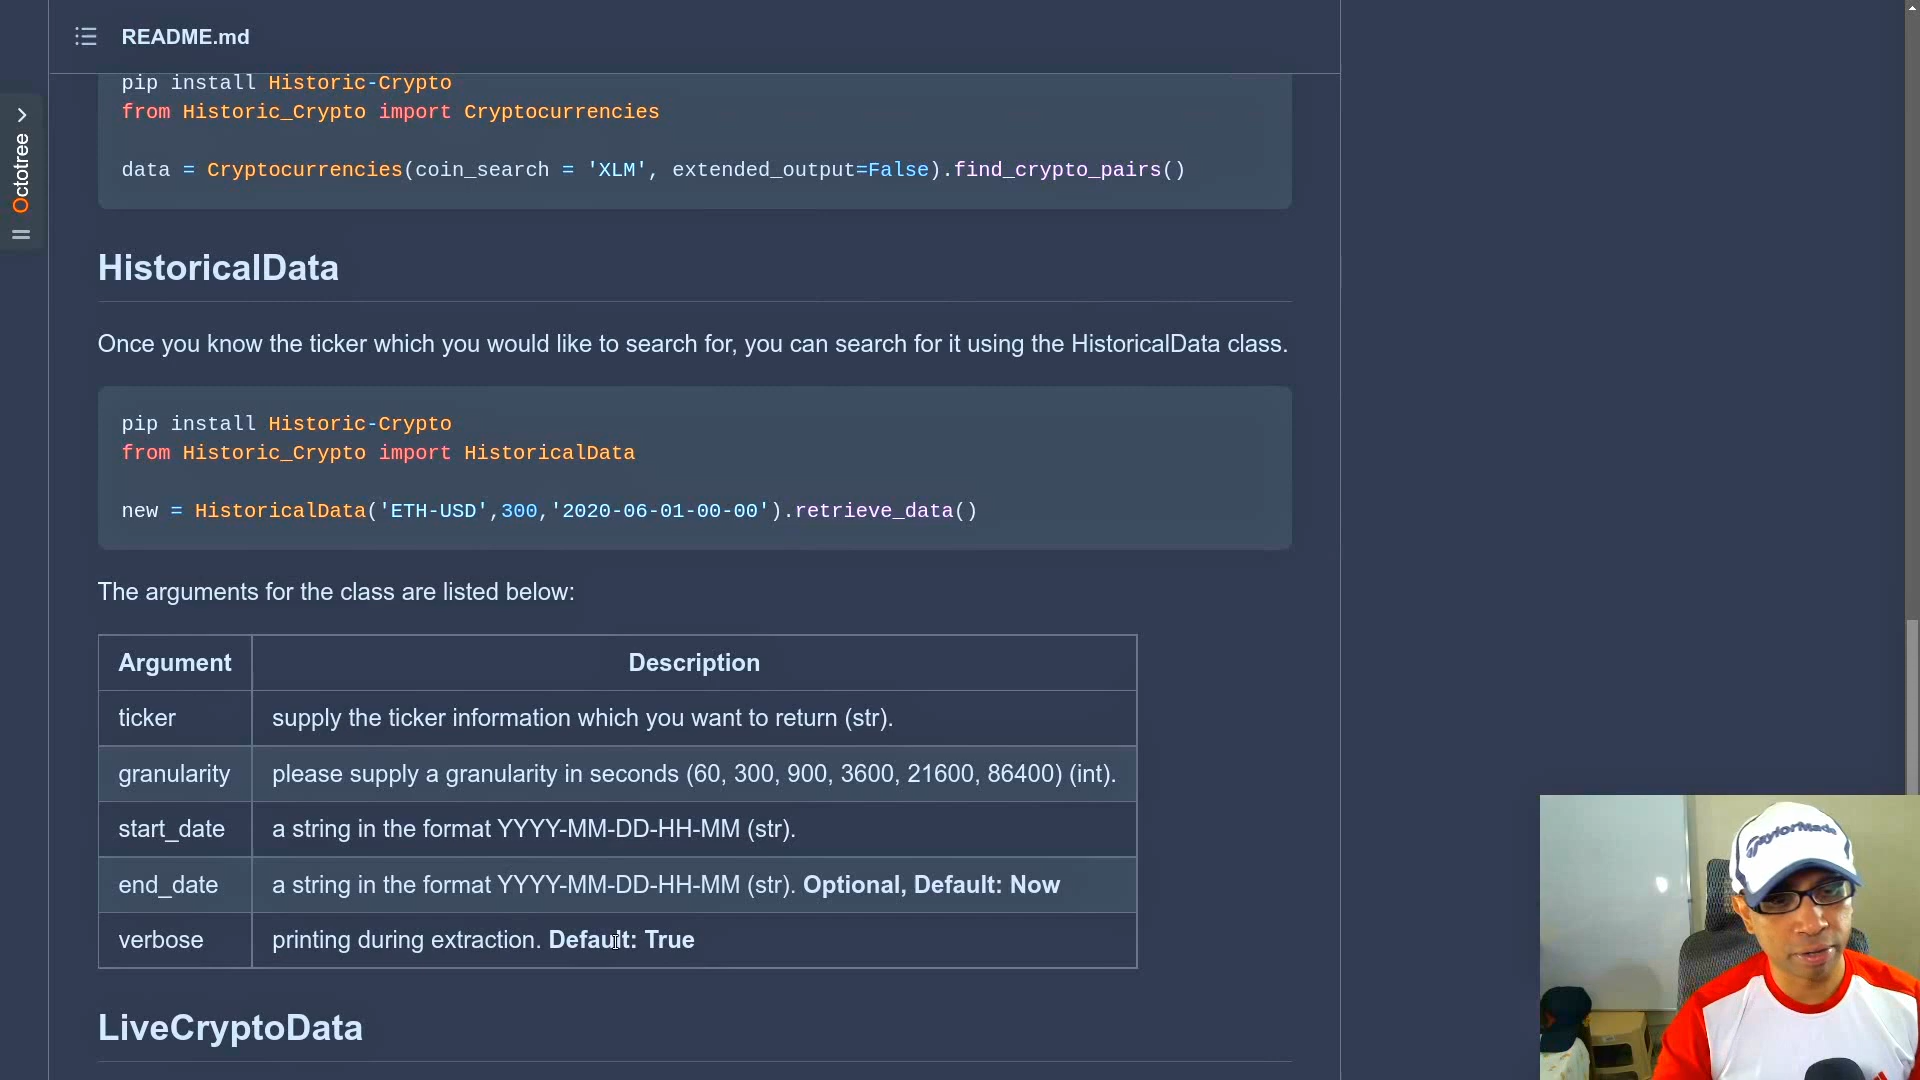 README.md
pip install Historic-Crypto
from Historic_Crypto import Cryptocurrencies
data = Cryptocurrencies(coin_search = 'XLM', extended_output=False).find_crypto_pairs()
Octotree
HistoricalData
Once you know the ticker which you would like to search for, you can search for it using the HistoricalData class.
pip install Historic-Crypto
from Historic_Crypto import HistoricalData
new = HistoricalData('ETH-USD',300,'2020-06-01-00-00').retrieve_data()
The arguments for the class are listed below:
Argument Description
ticker supply the ticker information which you want to return (str).
granularity please supply a granularity in seconds (60, 300, 900, 3600, 21600, 86400) (int).
start_date a string in the format YYYY-MM-DD-HH-MM (str).
end_date a string in the format YYYY-MM-DD-HH-MM (str). Optional, Default: Now
verbose printing during extraction. Default: True
LiveCryptoData
TaylorMade